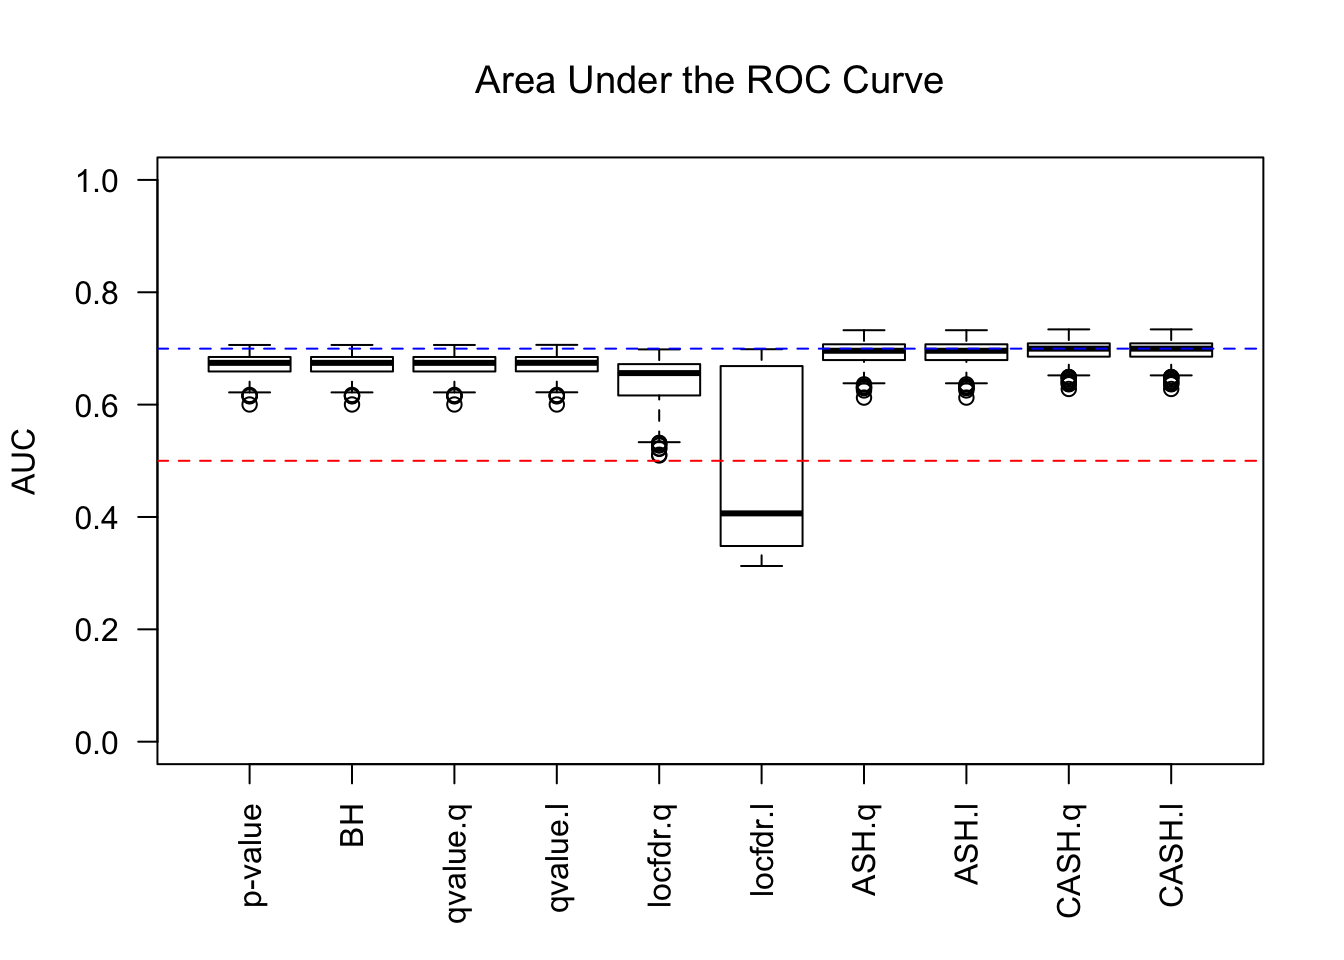 Area Under the ROC Curve
AUC
1.0
0.8
0.6
0.4
0.2
0.0
p-value
BH
qvalue.q
qvalue.l
locfdr.q
locfdr.l
ASH.q
ASH.l
CASH.q
CASH.l